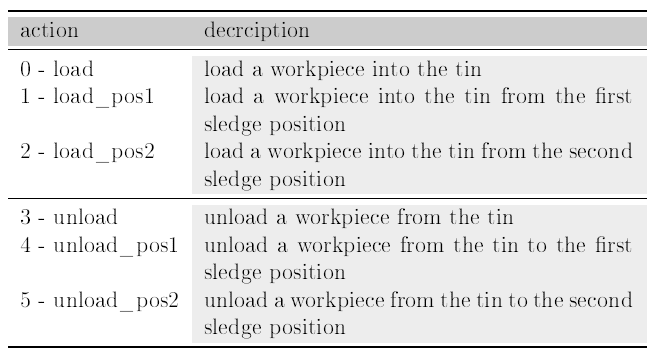 action decrciption
0 - load load a workpiece into the tin
1 - load_pos1 load a workpiece into the tin from the first
sledge position
2 - load_pos2 load a workpiece into the tin from the second
sledge position
3 - unload unload a workpiece from the tin
4 - unload_pos1 unload a workpiece from the tin to the first
sledge position
5 - unload_pos2 unload a workpiece from the tin to the second
sledge position